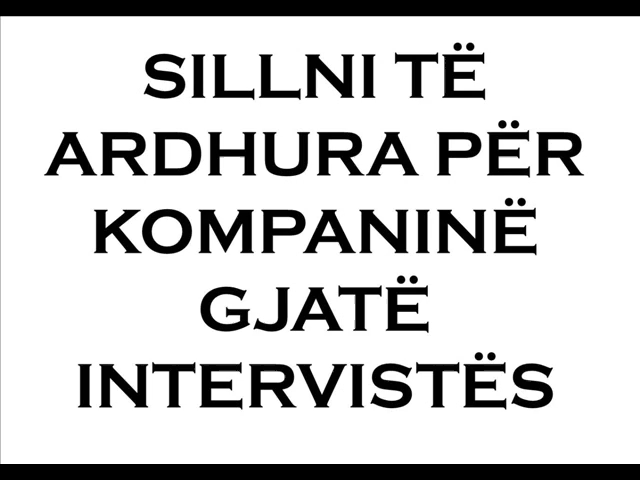 SILLNI TË
ARDHURA PËR
KOMPANINË
GJATË
INTERVISTËS